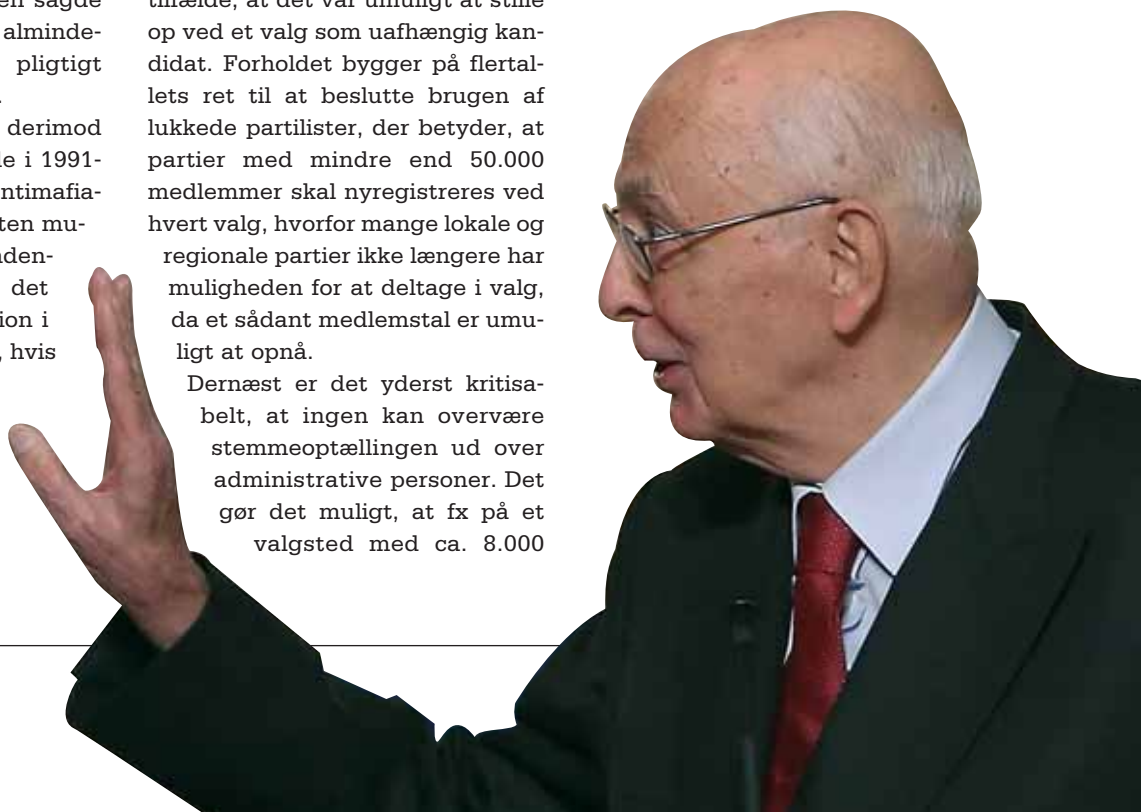 en sagde
alminde-
pligtigt
derimod
e i 1991-
ntimafia-
ten mu-
den-
det
ion i
, hvis
tilfælde, at det var umuligt at stille
op ved et valg som uafhængig kan-
didat. Forholdet bygger på flertal-
lets ret til at beslutte brugen af
lukkede partilister, der betyder, at
partier med mindre end 50.000
medlemmer skal nyregistreres ved
hvert valg, hvorfor mange lokale og
regionale partier ikke længere har
muligheden for at deltage i valg,
da et sådant medlemstal er umu-
ligt at opnå.
Dernæst er det yderst kritisa-
belt, at ingen kan overvære
stemmeoptællingen ud over
administrative personer. Det
gør det muligt, at fx på et
valgsted med ca. 8.000